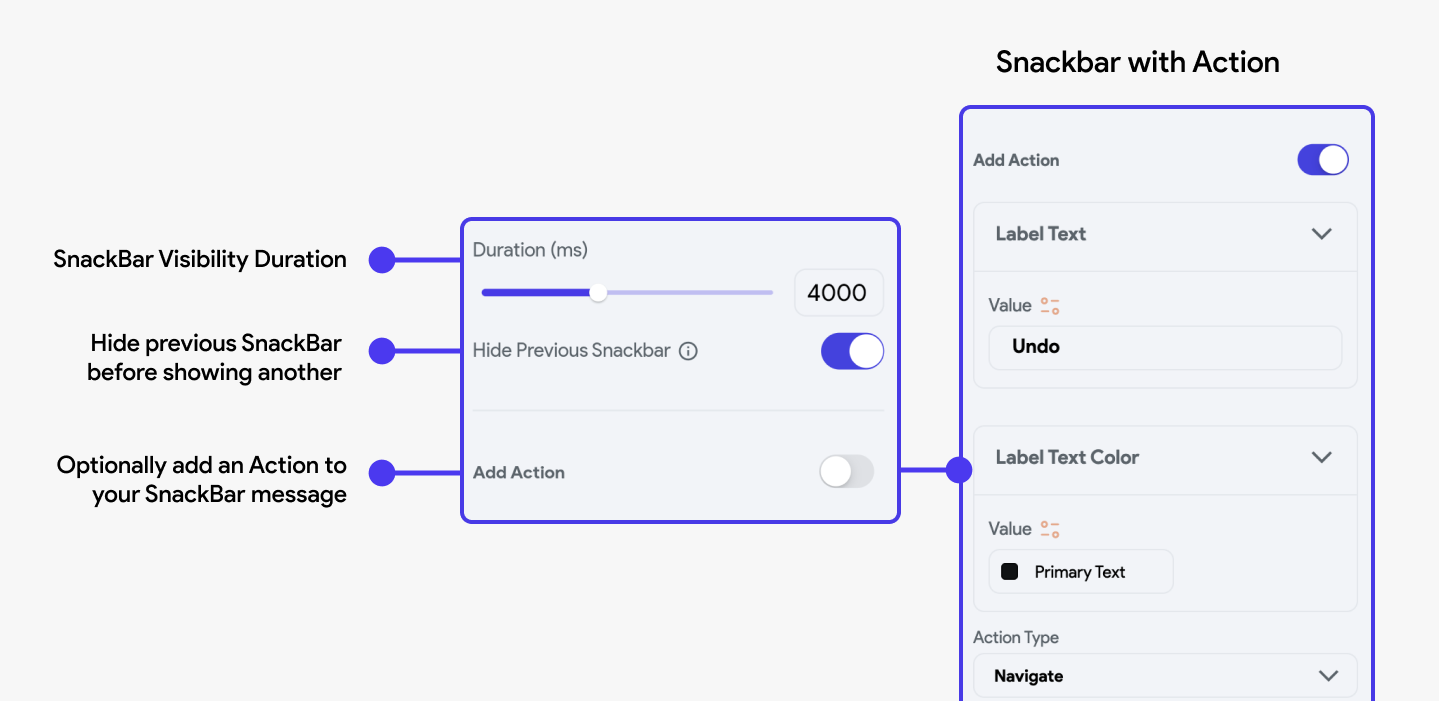 Snackbar with Action
SnackBar Visibility Duration
Hide previous SnackBar
before showing another
Optionally add an Action to
your SnackBar message
Duration (ms)
4000
Hide Previous Snackbar
Add Action
Add Action
Label Text
Value
Undo
Label Text Color
Value
Primary Text
Action Type
Navigate